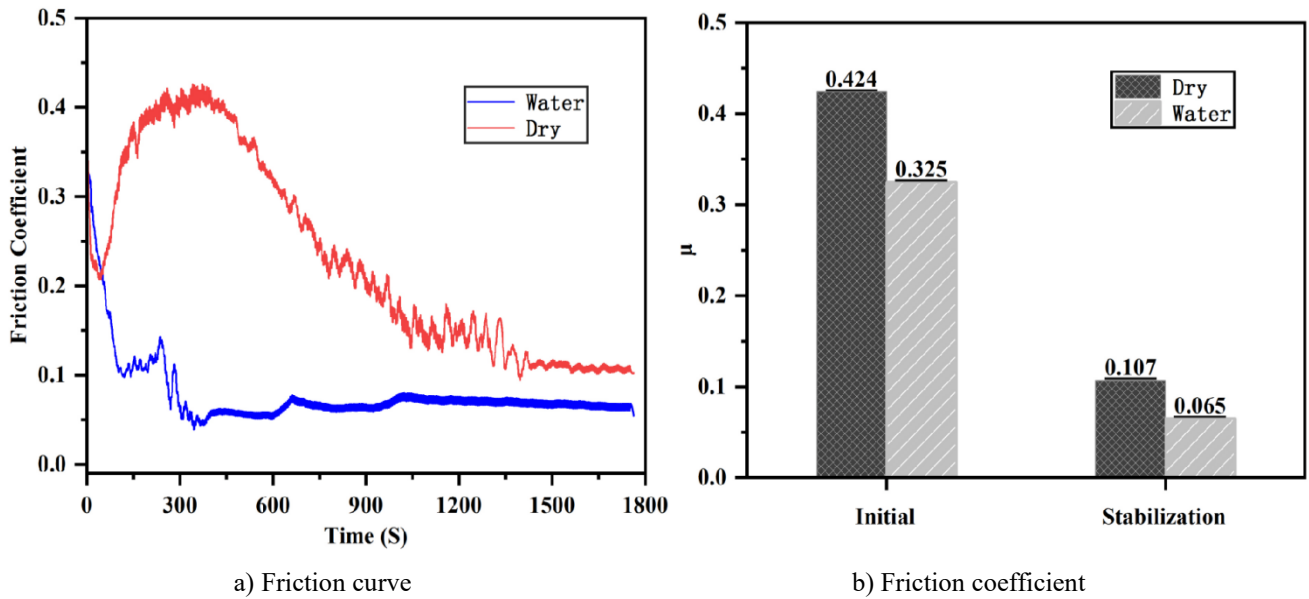 0.5
0.4
0.3
0.2
0.1
0.0
Friction Coefficient
Water
Dry
0 300 600 900 1200 1500 1800
Time (S)
a) Friction curve
0.5
0.4
0.3
0.2
0.1
0.0
μ
0.424
0.325
0.107
0.065
Dry
Water
Initial Stabilization
b) Friction coefficient